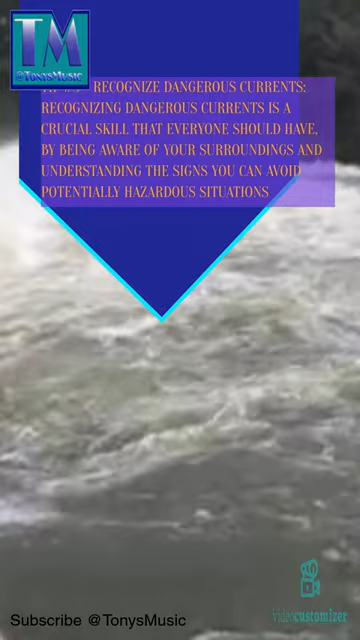 TM
@TonysMusic
RECOGNIZE DANGEROUS CURRENTS:
RECOGNIZING DANGEROUS CURRENTS IS A
CRUCIAL SKILL THAT EVERYONE SHOULD HAVE,
BY BEING AWARE OF YOUR SURROUNDINGS AND
UNDERSTANDING THE SIGNS YOU CAN AVOID
POTENTIALLY HAZARDOUS SITUATIONS
videocustomizer
Subscribe @TonysMusic